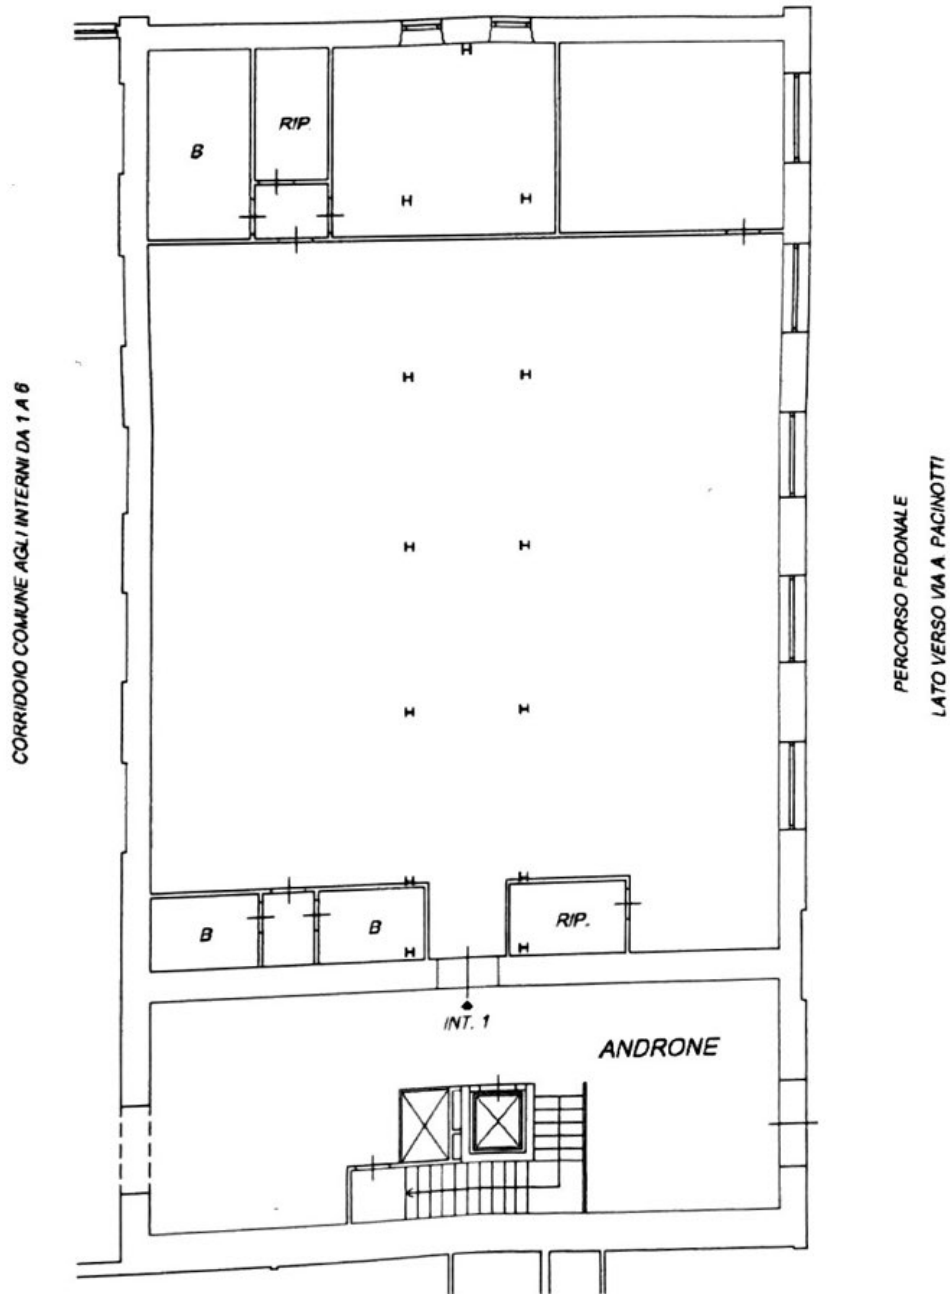 RIP.
B
CORRIDOIO COMUNE AGLI INTERNI DA 1 A 6
PERCORSO PEDONALE
LATO VERSO VIA A. PACINOTTI
B
B
RIP.
INT. 1
ANDRONE